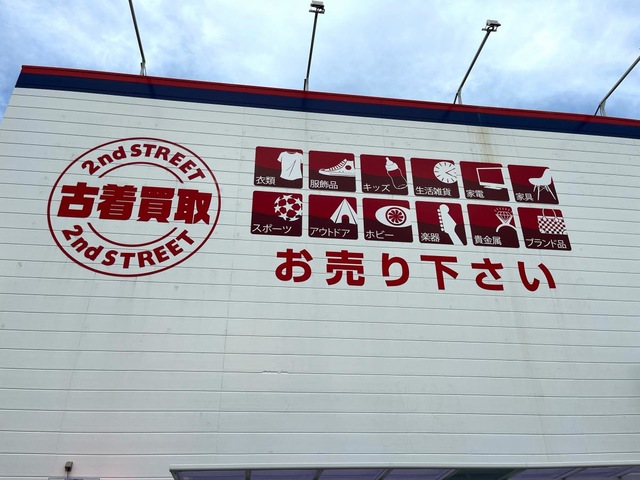 2nd STREET
古着買取
2nd STREET
衣類 服飾品 キッズ 生活雑貨 家電 家具
スポーツ アウトドア ホビー 楽器 貴金属 ブランド品
お売り下さい